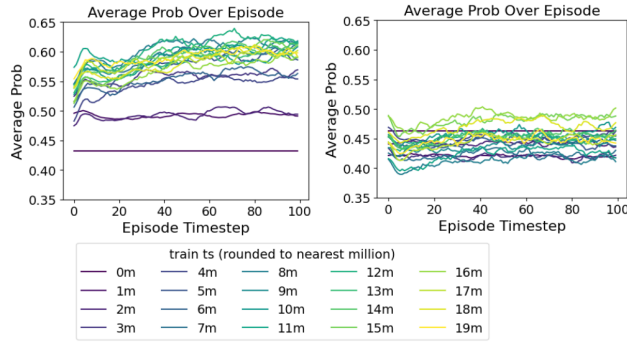 Average Prob Over Episode
0.65
0.60
0.55
0.50
0.45
0.40
0.35
Average Prob
0 20 40 60 80 100
Episode Timestep
Average Prob Over Episode
0.65
0.60
0.55
0.50
0.45
0.40
0.35
Average Prob
0 20 40 60 80 100
Episode Timestep
train ts (rounded to nearest million)
0m 4m 8m 12m 16m
1m 5m 9m 13m 17m
2m 6m 10m 14m 18m
3m 7m 11m 15m 19m